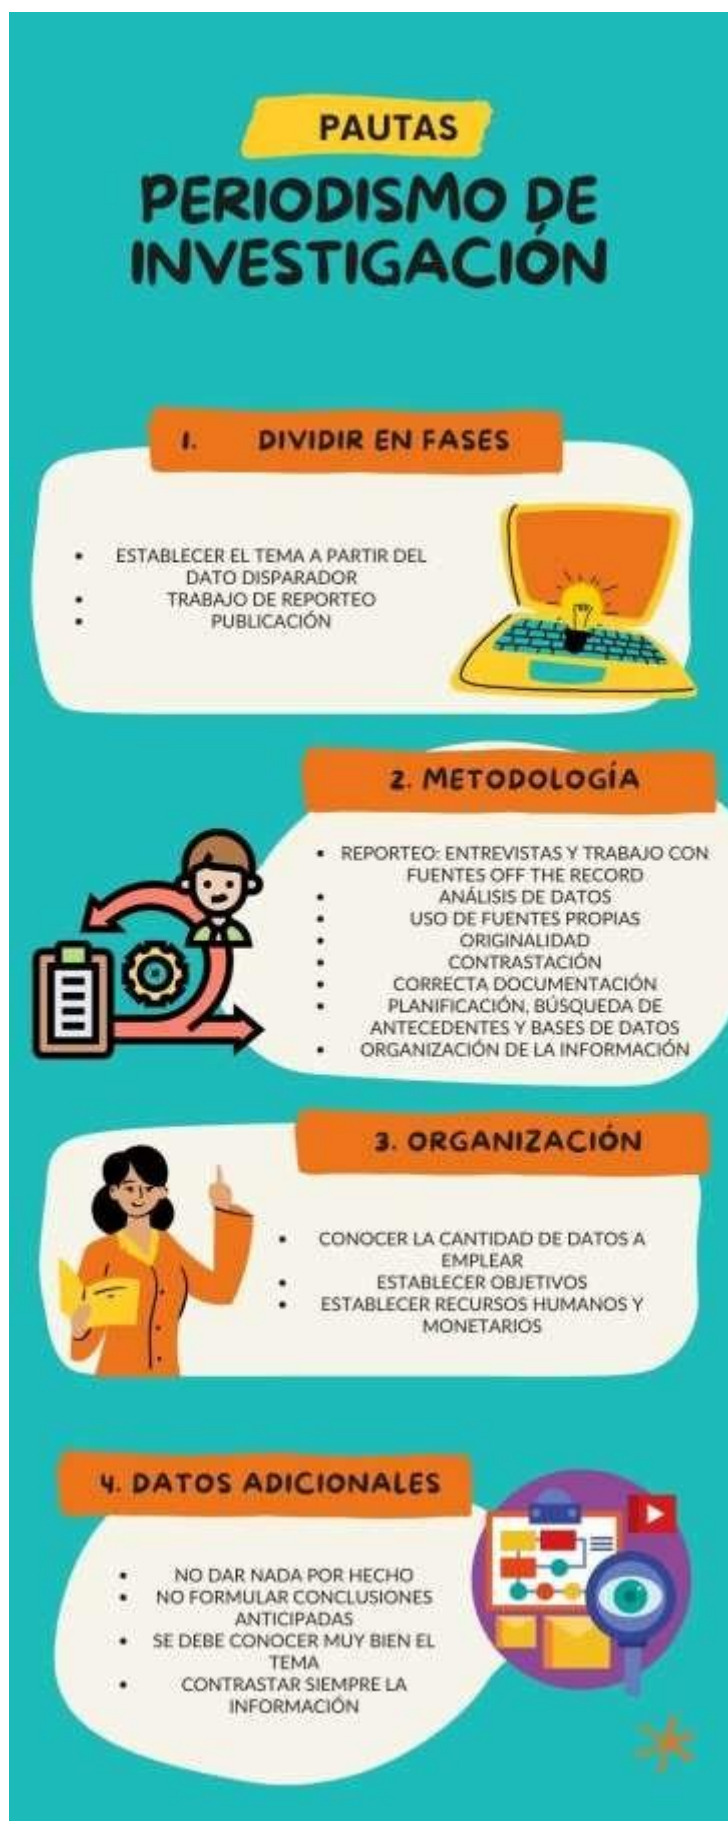 PAUTAS
PERIODISMO DE
INVESTIGACIÓN
1. DIVIDIR EN FASES
• ESTABLECER EL TEMA A PARTIR DEL
DATO DISPARADOR
• TRABAJO DE REPORTEO
• PUBLICACIÓN
2. METODOLOGÍA
• REPORTEO: ENTREVISTAS Y TRABAJO CON
FUENTES OFF THE RECORD
• ANÁLISIS DE DATOS
• USO DE FUENTES PROPIAS
• ORIGINALIDAD
• CONTRASTACIÓN
• CORRECTA DOCUMENTACIÓN
• PLANIFICACIÓN, BÚSQUEDA DE
ANTECEDENTES Y BASES DE DATOS
• ORGANIZACIÓN DE LA INFORMACIÓN
3. ORGANIZACIÓN
• CONOCER LA CANTIDAD DE DATOS A
EMPLEAR
• ESTABLECER OBJETIVOS
• ESTABLECER RECURSOS HUMANOS Y
MONETARIOS
4. DATOS ADICIONALES
• NO DAR NADA POR HECHO
• NO FORMULAR CONCLUSIONES
ANTICIPADAS
• SE DEBE CONOCER MUY BIEN EL
TEMA
• CONTRASTAR SIEMPRE LA
INFORMACIÓN